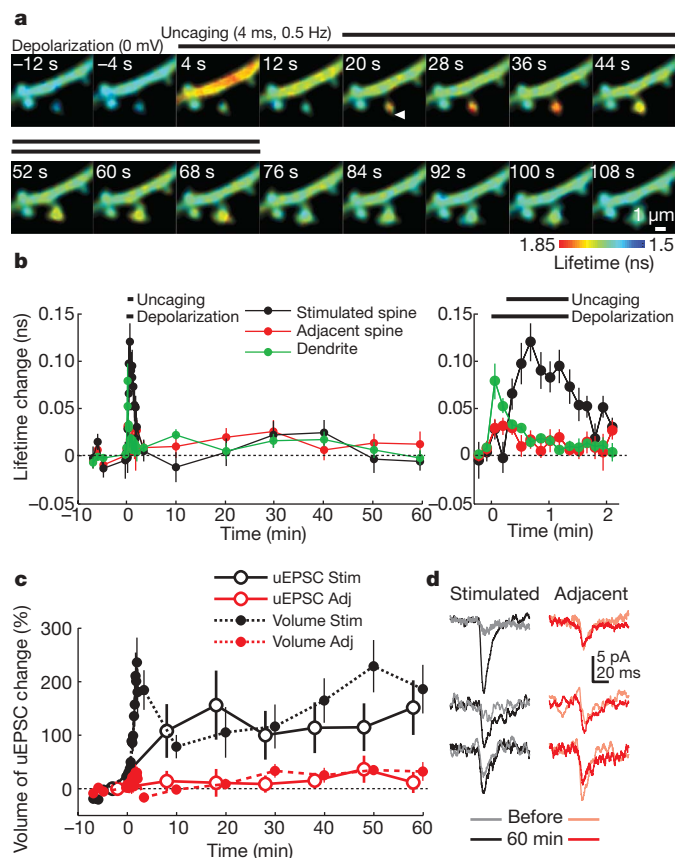 a
Uncaging (4 ms, 0.5 Hz)
Depolarization (0 mV)
–12 s –4 s 4 s 12 s 20 s 28 s 36 s 44 s
52 s 60 s 68 s 76 s 84 s 92 s 100 s 108 s
1 μm
1.85 1.5
Lifetime (ns)
b
Uncaging
Depolarization
Stimulated spine
Adjacent spine
Dendrite
Uncaging
Depolarization
Lifetime change (ns)
0.15
0.10
0.05
0
–0.05
–10 0 10 20 30 40 50 60
Time (min)
0.15
0.10
0.05
0
–0.05
0 1 2
Time (min)
c
uEPSC Stim
uEPSC Adj
Volume Stim
Volume Adj
Volume of uEPSC change (%)
300
200
100
0
–10 0 10 20 30 40 50 60
Time (min)
d
Stimulated Adjacent
5 pA
20 ms
Before
60 min